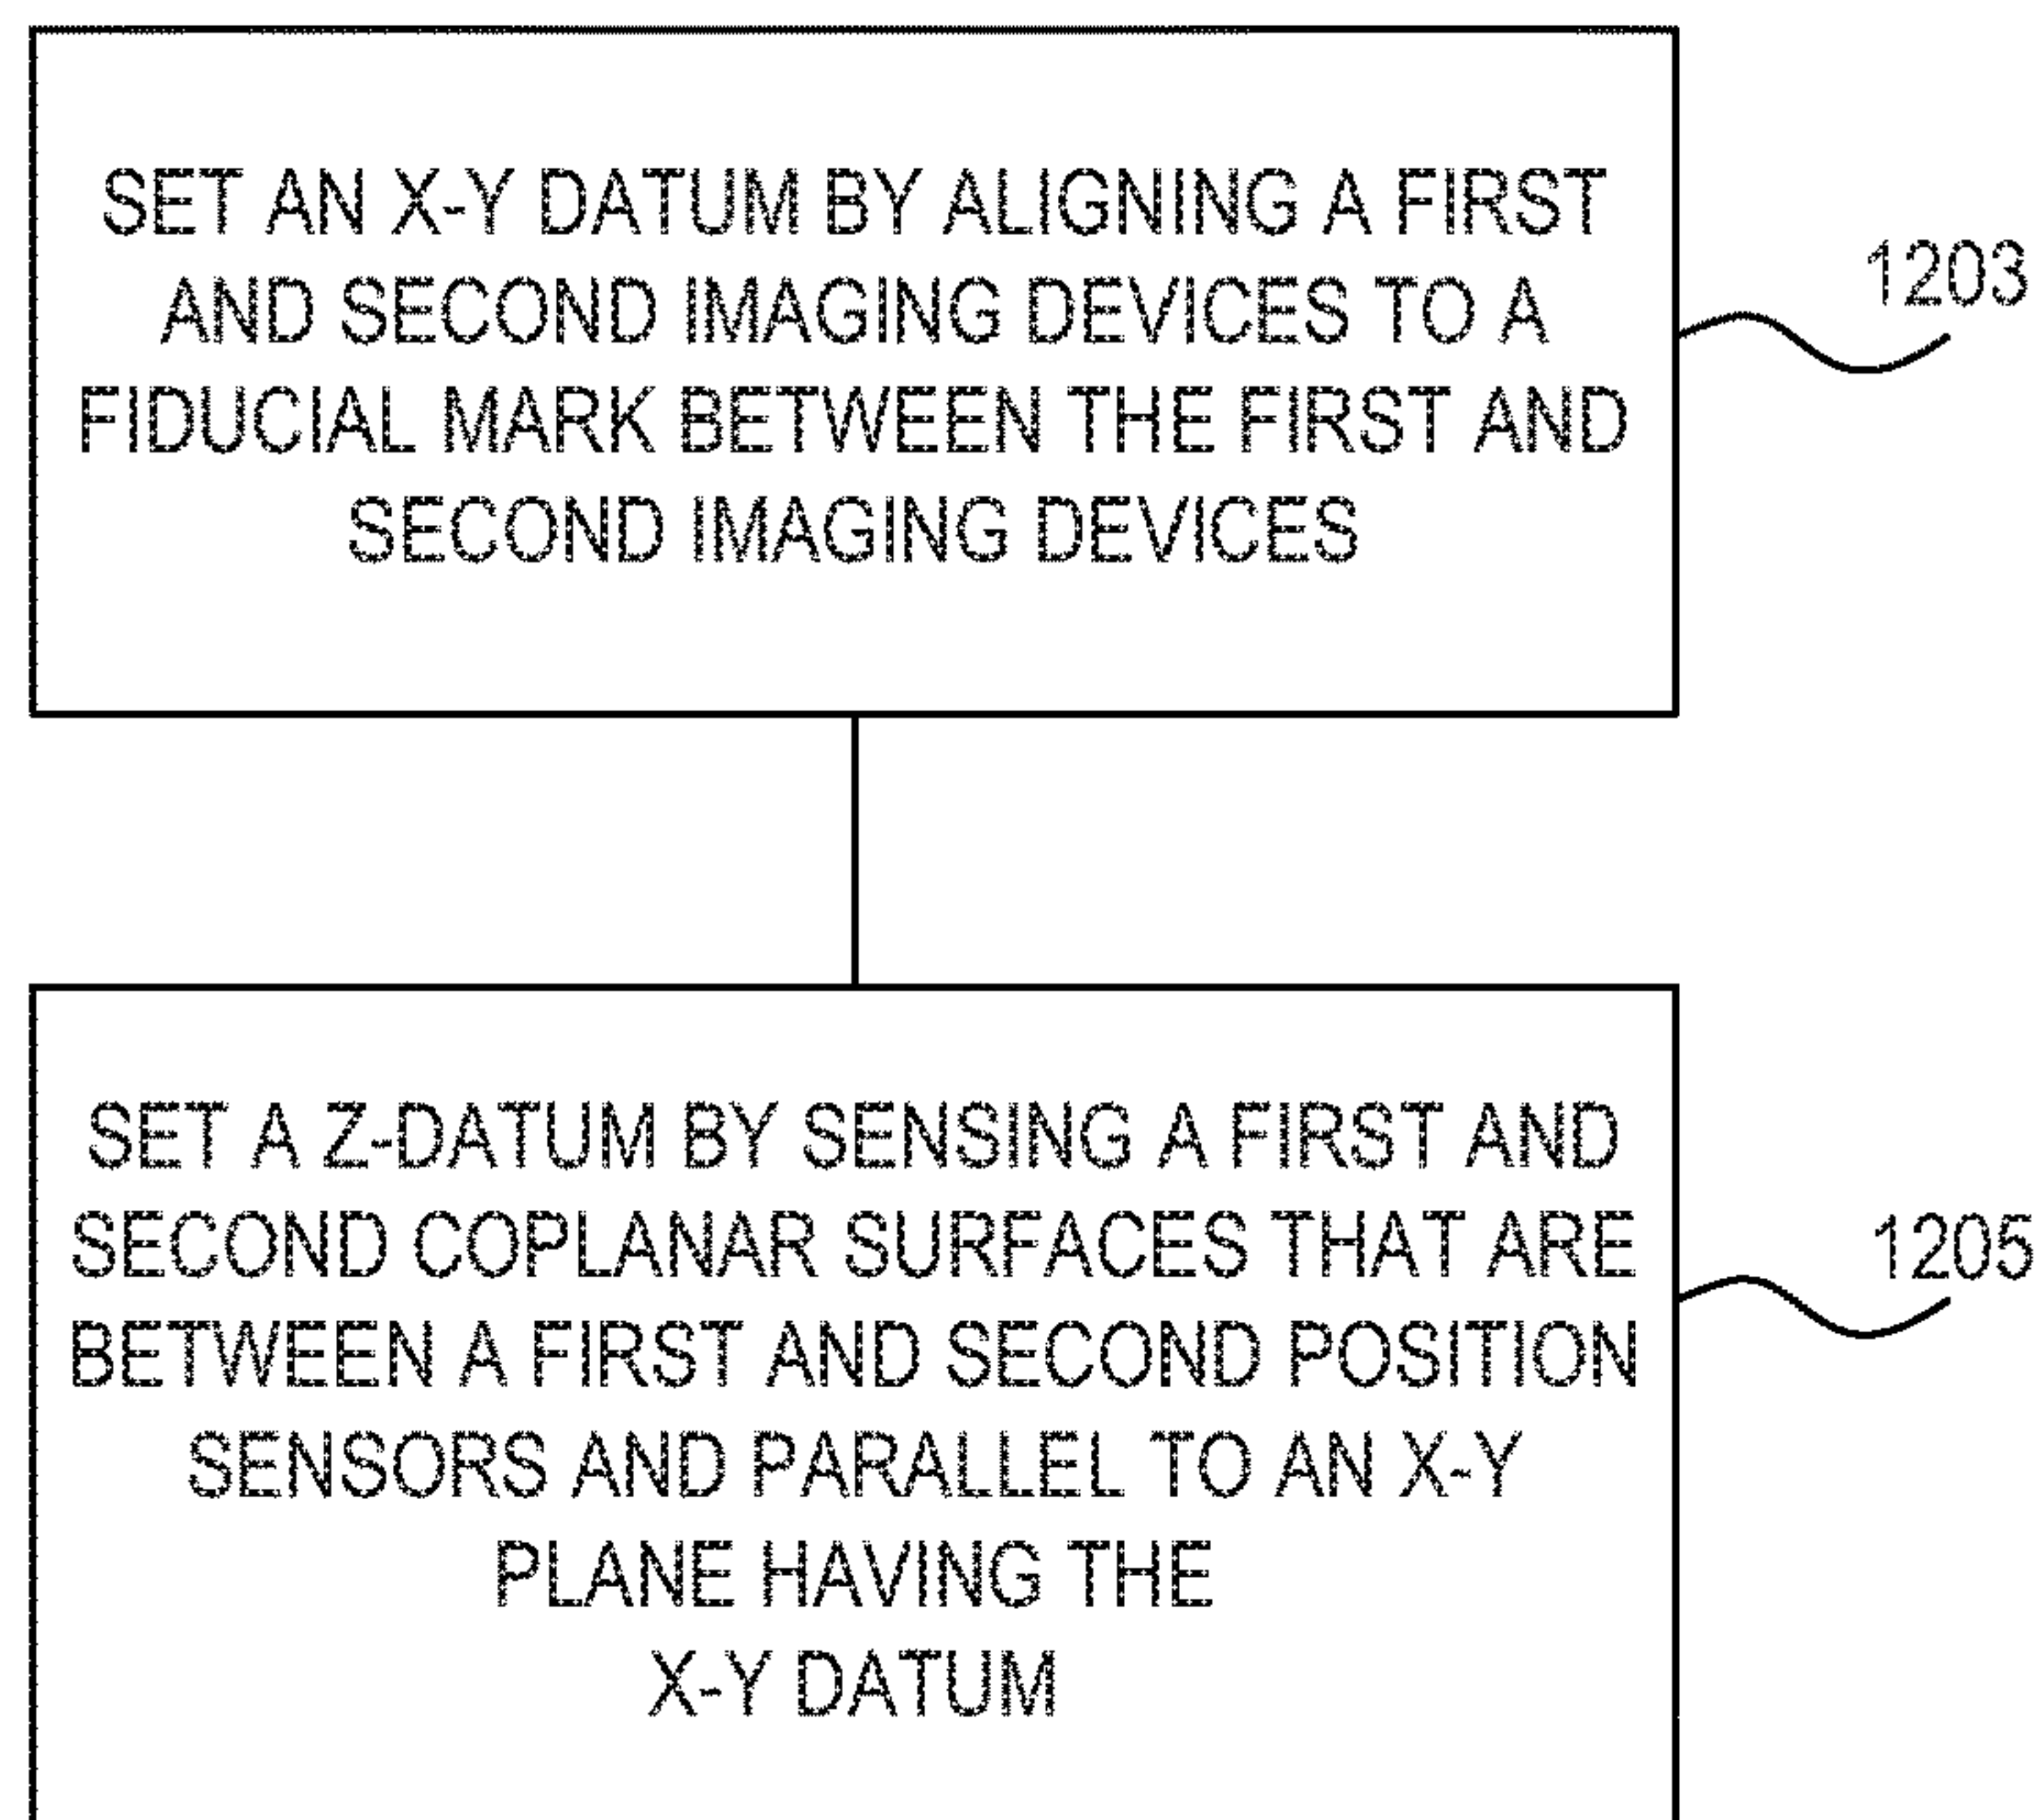 SET AN X-Y DATUM BY ALIGNING A FIRST
AND SECOND IMAGING DEVICES TO A
FIDUCIAL MARK BETWEEN THE FIRST AND
SECOND IMAGING DEVICES
1203
SET A Z-DATUM BY SENSING A FIRST AND
SECOND COPLANAR SURFACES THAT ARE
BETWEEN A FIRST AND SECOND POSITION
SENSORS AND PARALLEL TO AN X-Y
PLANE HAVING THE
X-Y DATUM
1205